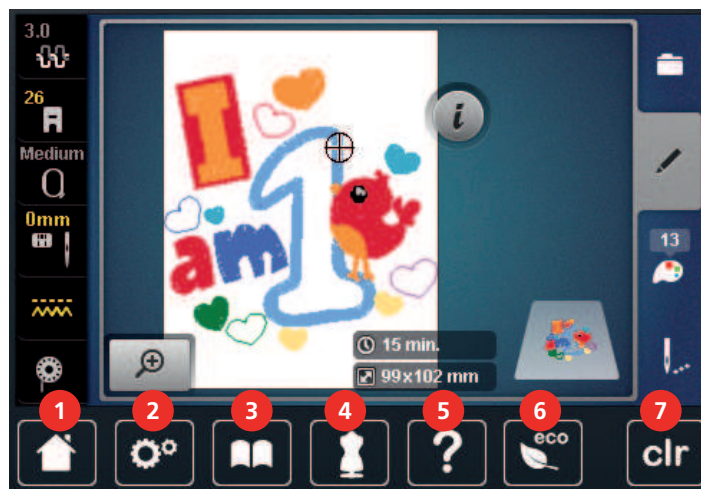 3.0
26
Medium
0mm
I
am 1
i
13
15 min.
99x102 mm
1 2 3 4 5 6 7
? eco clr